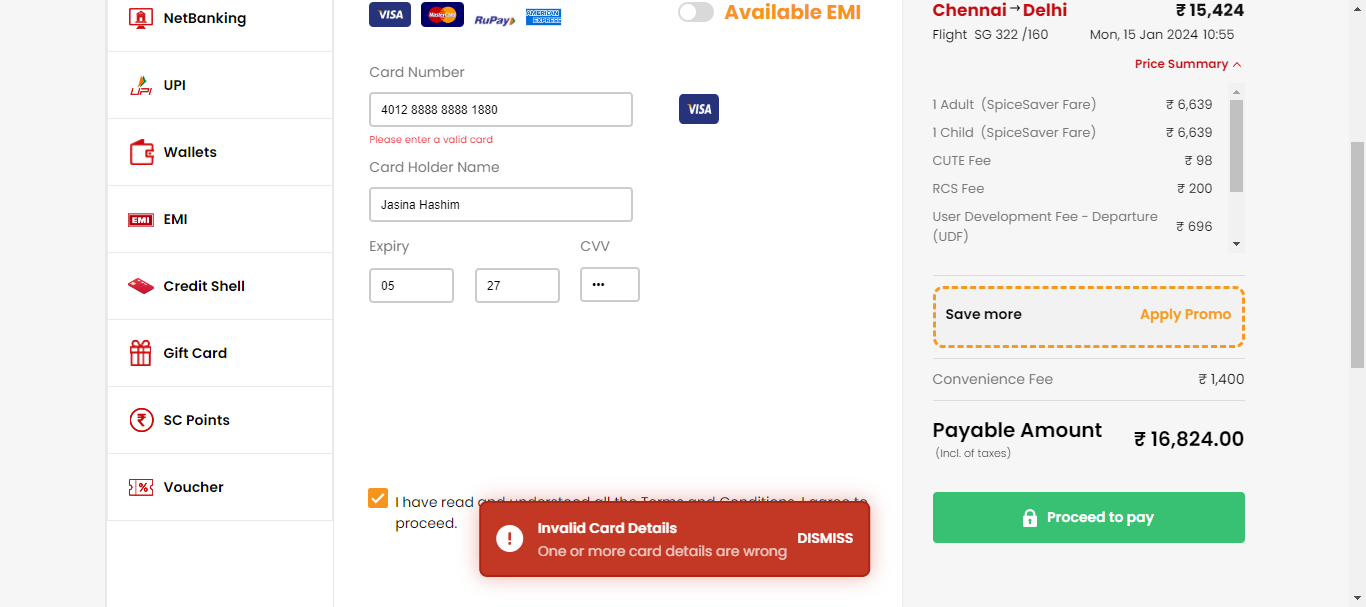 NetBanking
UPI
Wallets
EMI
EMI
Credit Shell
Gift Card
SC Points
Voucher
VISA MasterCard RuPay AMERICAN EXPRESS
Available EMI
Card Number
4012 8888 8888 1880
VISA
Please enter a valid card
Card Holder Name
Jasina Hashim
Expiry CVV
05 27 •••
I have read and understood all the Terms and Conditions. I agree to
proceed.
Invalid Card Details
One or more card details are wrong
DISMISS
Chennai→Delhi ₹ 15,424
Flight SG 322 /160 Mon, 15 Jan 2024 10:55
Price Summary
1 Adult (SpiceSaver Fare) ₹ 6,639
1 Child (SpiceSaver Fare) ₹ 6,639
CUTE Fee ₹ 98
RCS Fee ₹ 200
User Development Fee - Departure
(UDF) ₹ 696
Save more Apply Promo
Convenience Fee ₹ 1,400
Payable Amount ₹ 16,824.00
(Incl. of taxes)
Proceed to pay